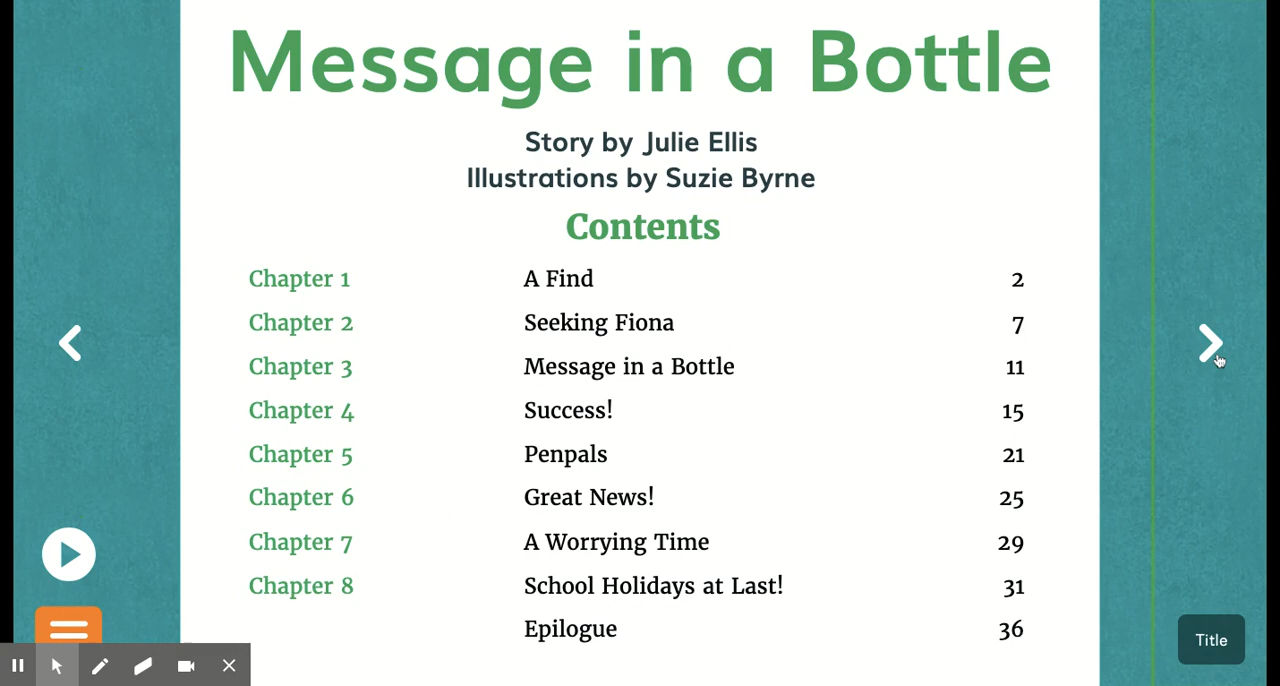 Message in a Bottle
Story by Julie Ellis
Illustrations by Suzie Byrne
Contents
Chapter 1 A Find 2
Chapter 2 Seeking Fiona 7
Chapter 3 Message in a Bottle 11
Chapter 4 Success! 15
Chapter 5 Penpals 21
Chapter 6 Great News! 25
Chapter 7 A Worrying Time 29
Chapter 8 School Holidays at Last! 31
Epilogue 36
Title